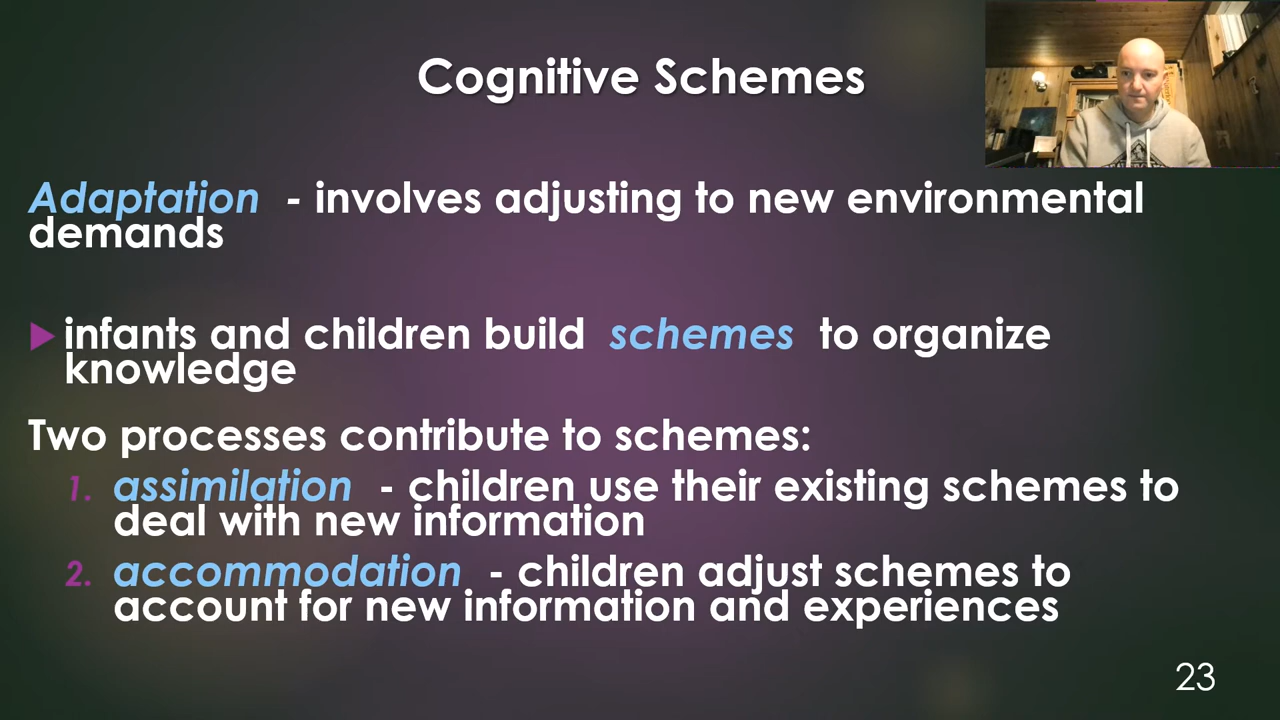 Cognitive Schemes
Adaptation - involves adjusting to new environmental
demands
infants and children build schemes to organize
knowledge
Two processes contribute to schemes:
1. assimilation - children use their existing schemes to
deal with new information
2. accommodation - children adjust schemes to
account for new information and experiences
23